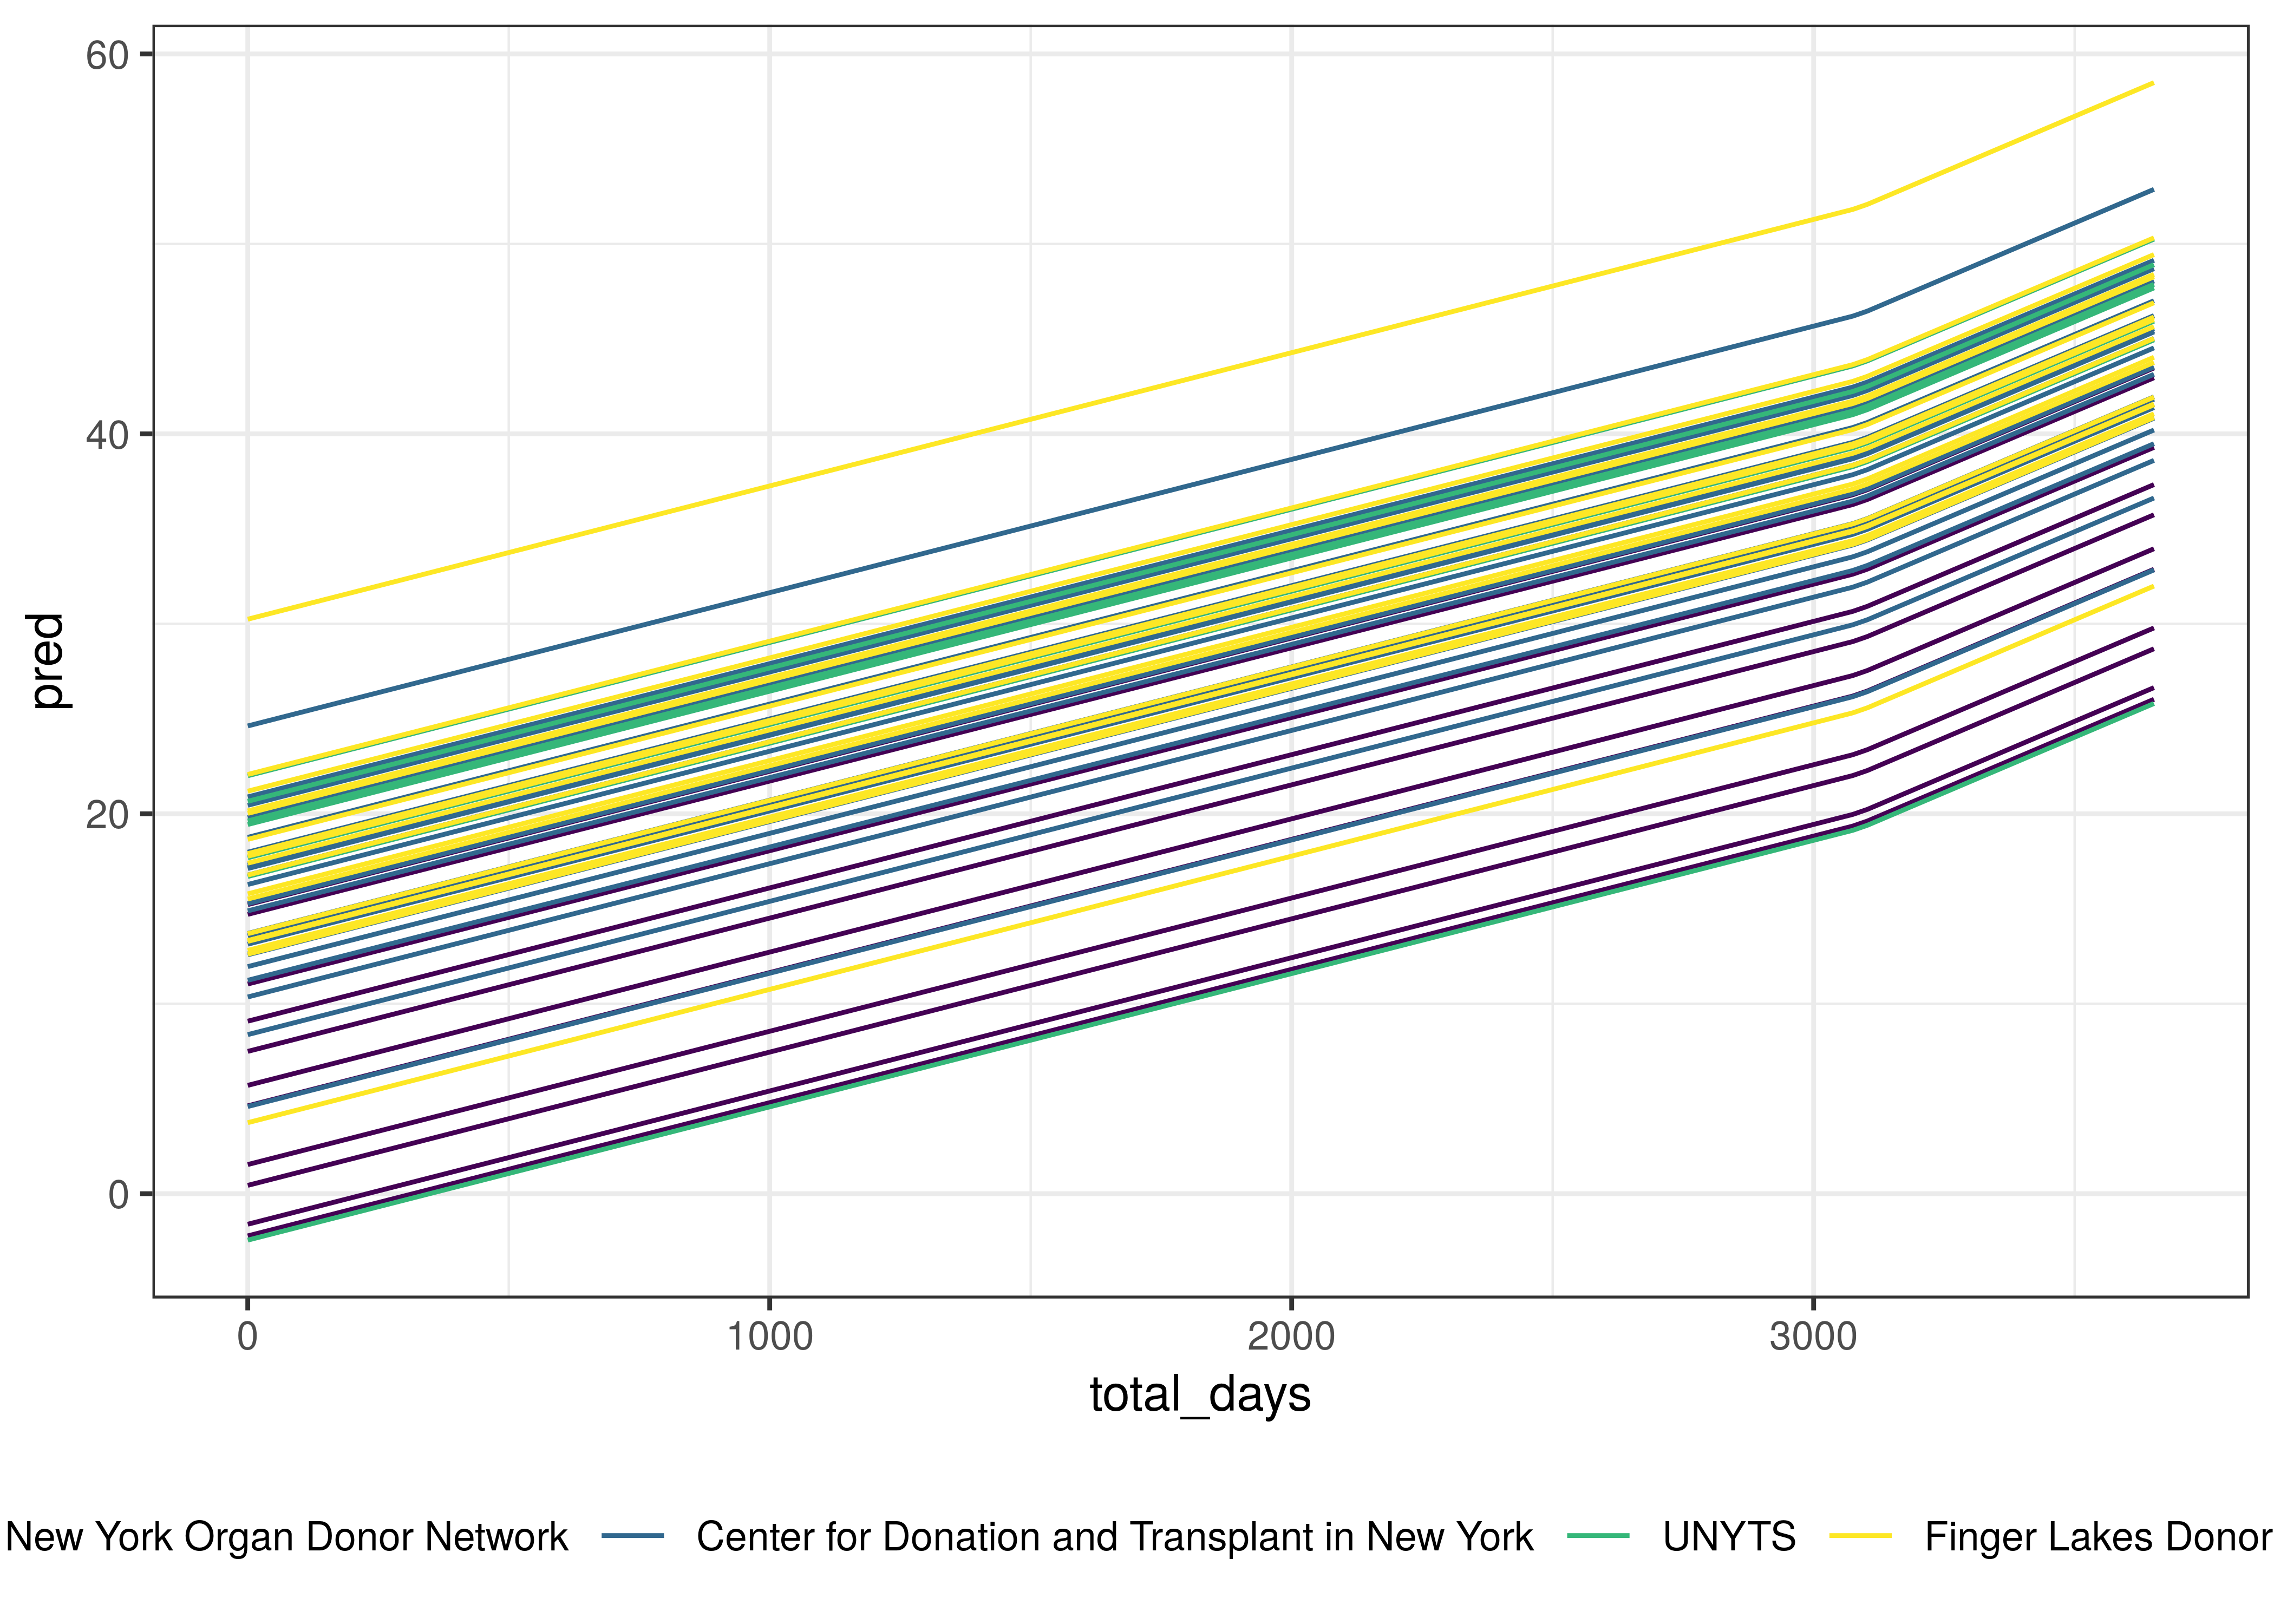 60
40
20
0
pred
0 1000 2000 3000
total_days
New York Organ Donor Network Center for Donation and Transplant in New York UNYTS Finger Lakes Donor